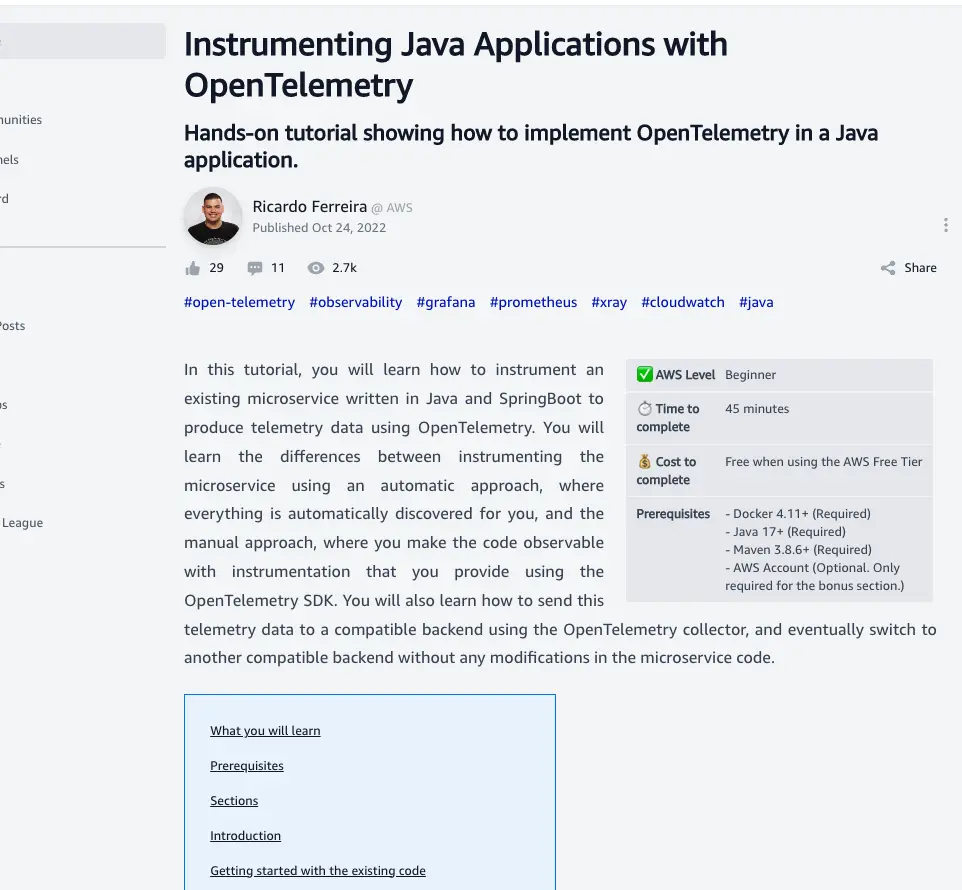 Instrumenting Java Applications with
OpenTelemetry
Hands-on tutorial showing how to implement OpenTelemetry in a Java
application.
Ricardo Ferreira @ AWS
Published Oct 24, 2022
29 11 2.7k Share
#open-telemetry #observability #grafana #prometheus #xray #cloudwatch #java
nunities
nels
rd
Posts
os
s
League
In this tutorial, you will learn how to instrument an
existing microservice written in Java and SpringBoot to
produce telemetry data using OpenTelemetry. You will
learn the differences between instrumenting the
microservice using an automatic approach, where
everything is automatically discovered for you, and the
manual approach, where you make the code observable
with instrumentation that you provide using the
OpenTelemetry SDK. You will also learn how to send this
telemetry data to a compatible backend using the OpenTelemetry collector, and eventually switch to
another compatible backend without any modifications in the microservice code.
✅ AWS Level Beginner
⏱ Time to 45 minutes
complete
💰 Cost to Free when using the AWS Free Tier
complete
Prerequisites - Docker 4.11+ (Required)
- Java 17+ (Required)
- Maven 3.8.6+ (Required)
- AWS Account (Optional. Only
required for the bonus section.)
What you will learn
Prerequisites
Sections
Introduction
Getting started with the existing code